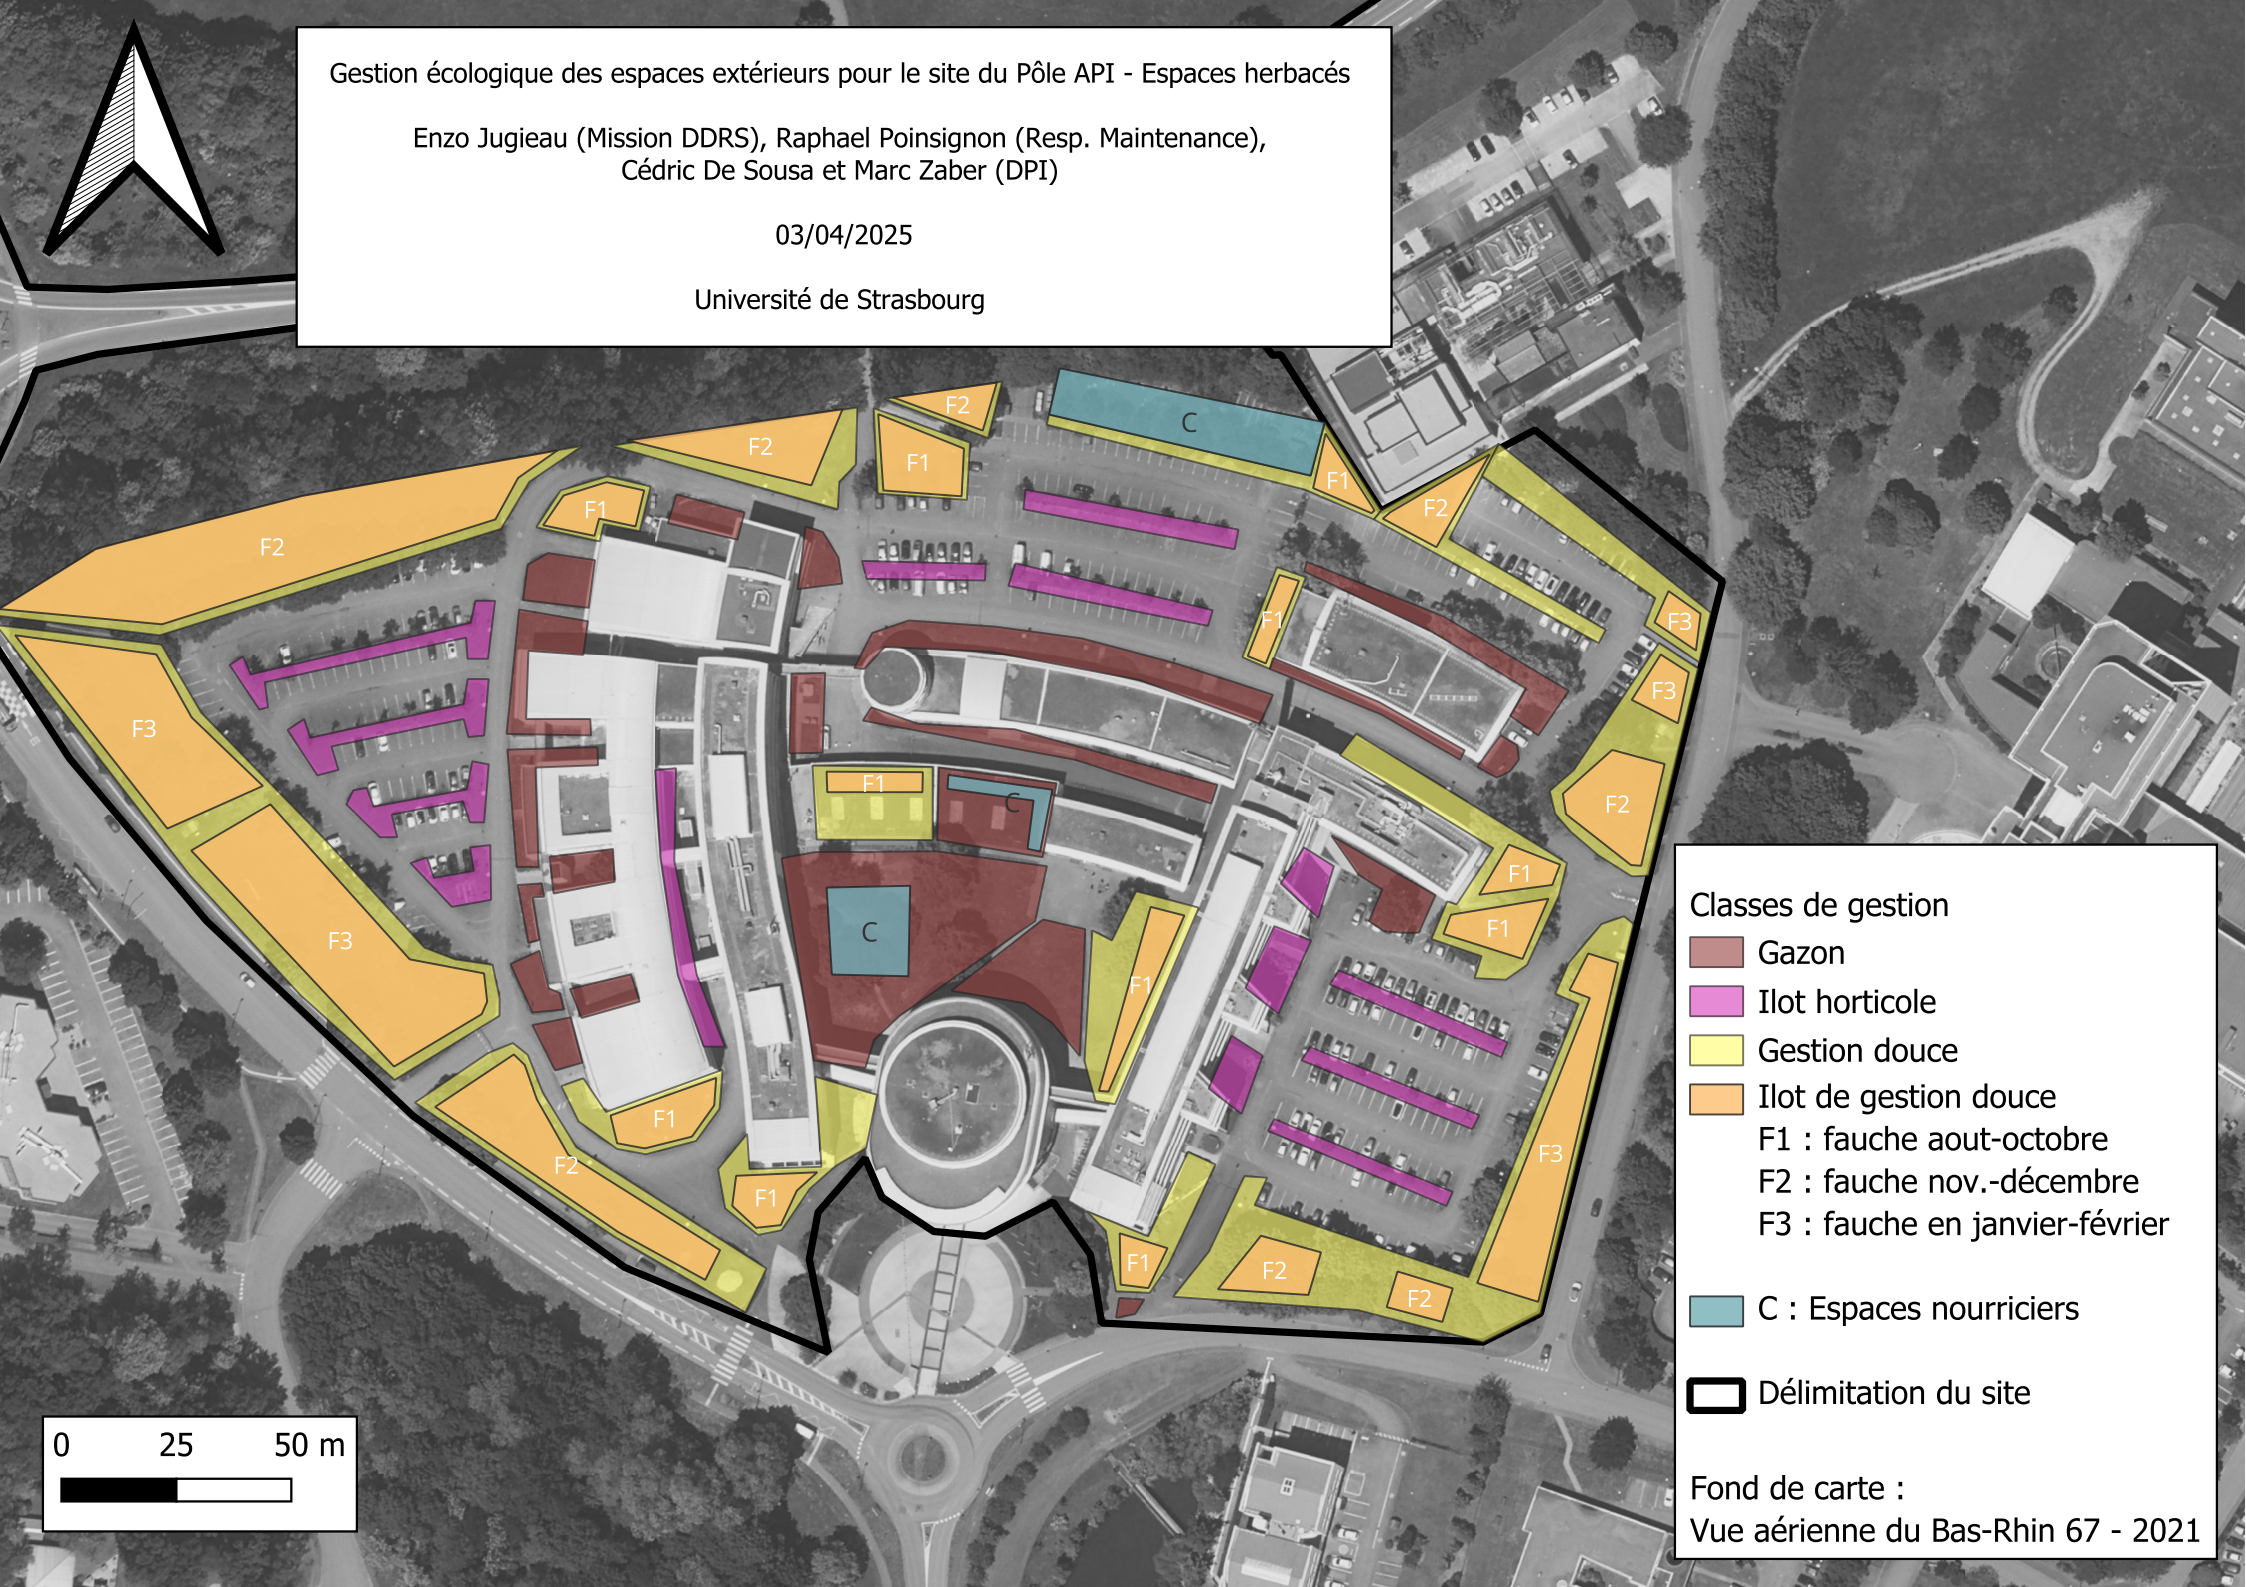 Gestion écologique des espaces extérieurs pour le site du Pôle API - Espaces herbacés
Enzo Jugieau (Mission DDRS), Raphael Poinsignon (Resp. Maintenance),
Cédric De Sousa et Marc Zaber (DPI)
03/04/2025
Université de Strasbourg
F2
C
F2
F1
F1
F2
F1
F2
F2
F1
F3
F3
F3
F1
C
F2
F1
C
F1
F3
F1
F1
F2
F3
F1
F1
F2
F2
Classes de gestion
Gazon
Ilot horticole
Gestion douce
Ilot de gestion douce
F1 : fauche aout-octobre
F2 : fauche nov.-décembre
F3 : fauche en janvier-février
C : Espaces nourriciers
Délimitation du site
Fond de carte :
Vue aérienne du Bas-Rhin 67 - 2021
0 25 50 m